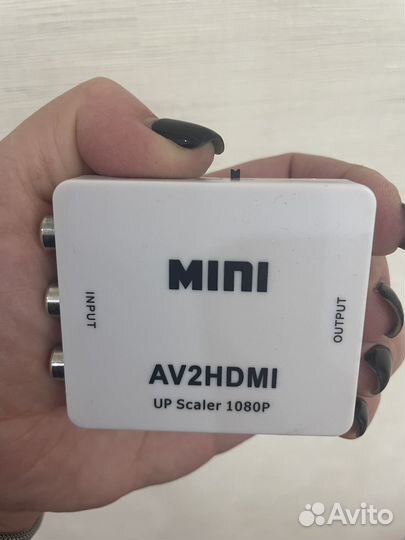 MINI
INPUT
OUTPUT
AV2HDMI
UP Scaler 1080P
Avito